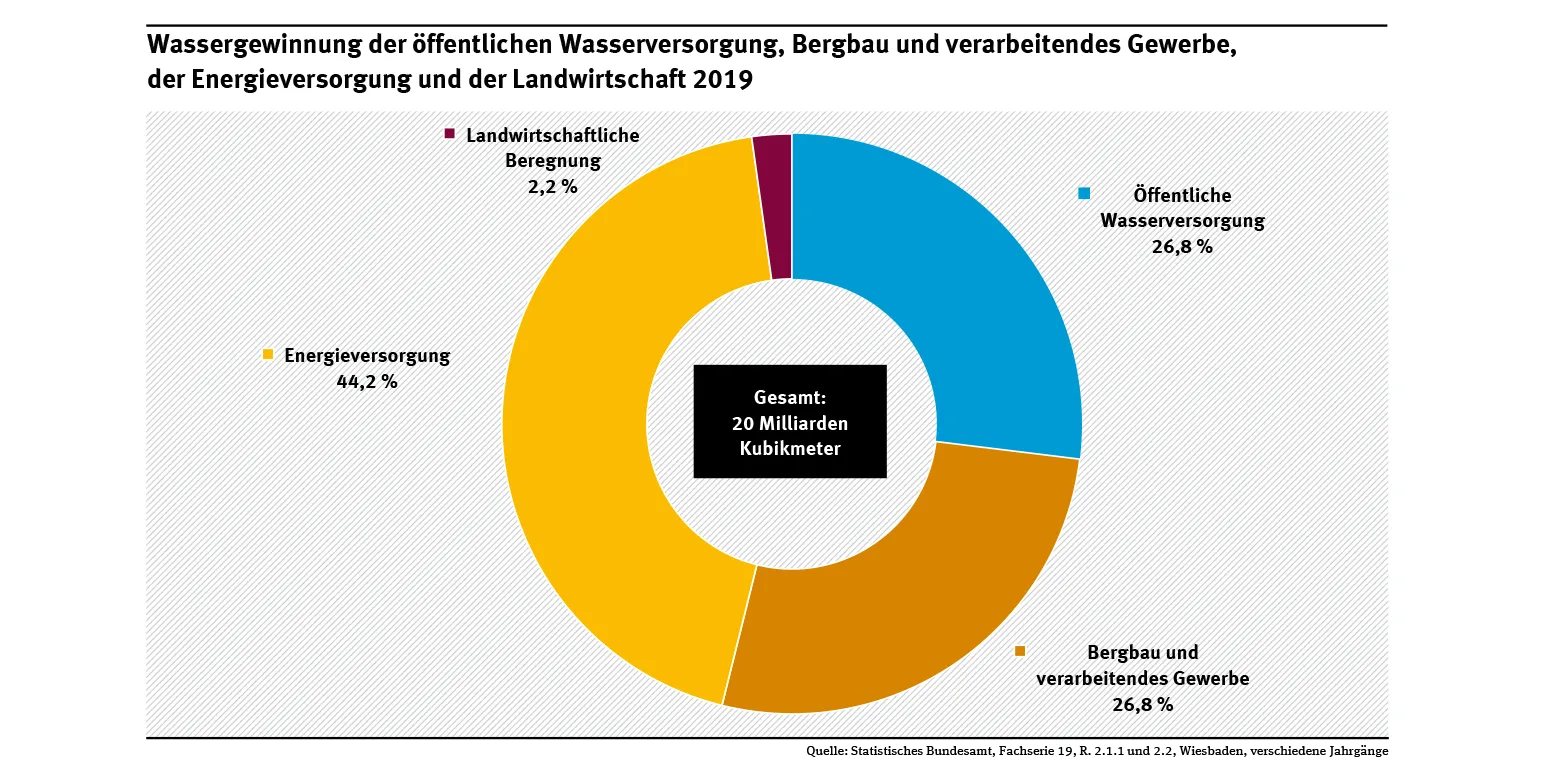 Wassergewinnung der öffentlichen Wasserversorgung, Bergbau und verarbeitendes Gewerbe,
der Energieversorgung und der Landwirtschaft 2019
Landwirtschaftliche
Beregnung
2,2 %
Öffentliche
Wasserversorgung
26,8 %
Energieversorgung
44,2 %
Gesamt:
20 Milliarden
Kubikmeter
Bergbau und
verarbeitendes Gewerbe
26,8 %
Quelle: Statistisches Bundesamt, Fachserie 19, R. 2.1.1 und 2.2, Wiesbaden, verschiedene Jahrgänge